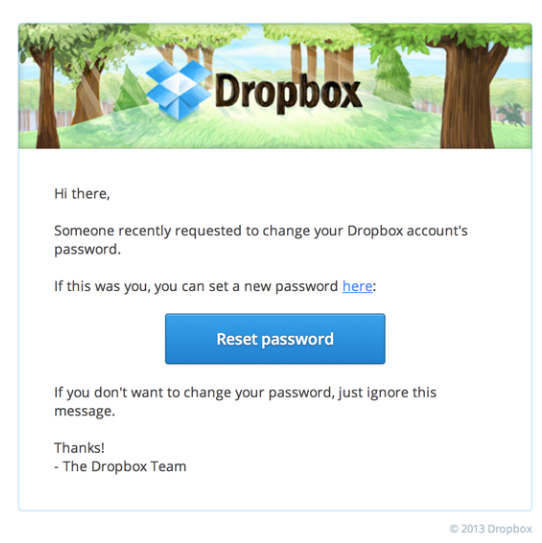 Dropbox
Hi there,
Someone recently requested to change your Dropbox account's
password.
If this was you, you can set a new password here:
Reset password
If you don't want to change your password, just ignore this
message.
Thanks!
- The Dropbox Team
© 2013 Dropbox